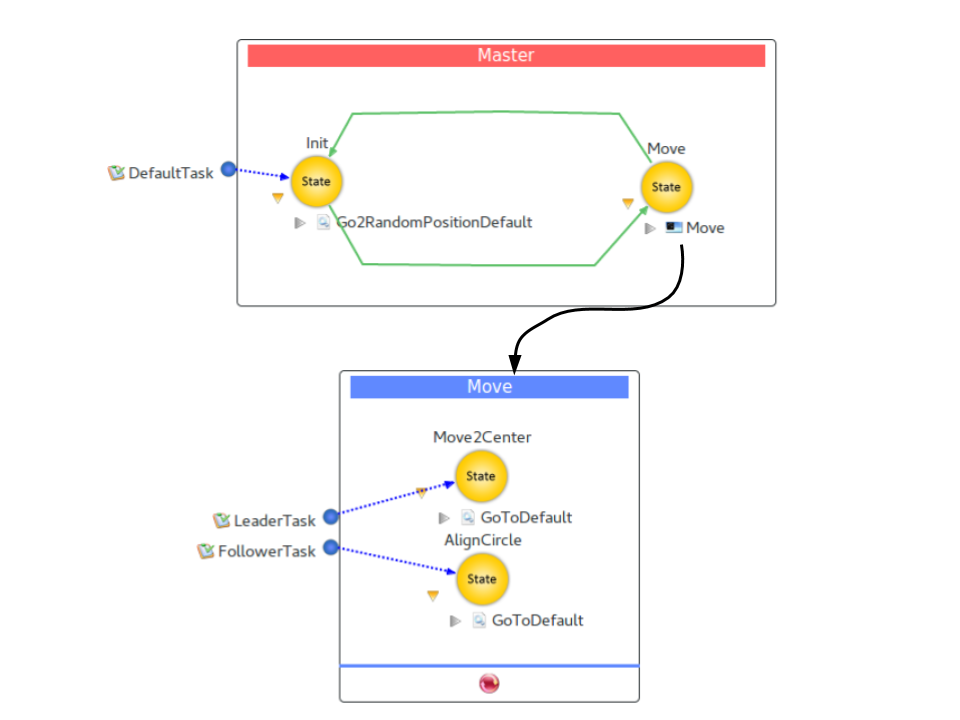 Master
Init
Move
DefaultTask
State
State
Go2RandomPositionDefault
Move
Move
Move2Center
State
LeaderTask
GoToDefault
AlignCircle
FollowerTask
State
GoToDefault